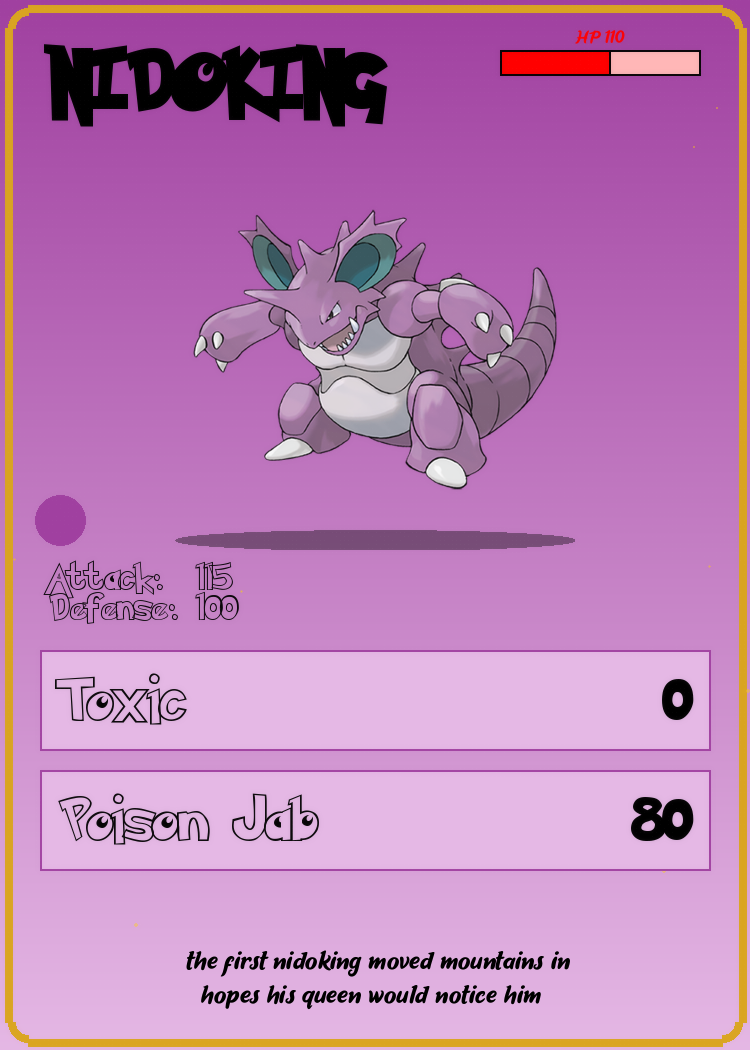 NIDOKING
HP 110
Attack: 115
Defense: 100
Toxic 0
Poison Jab 80
the first nidoking moved mountains in
hopes his queen would notice him